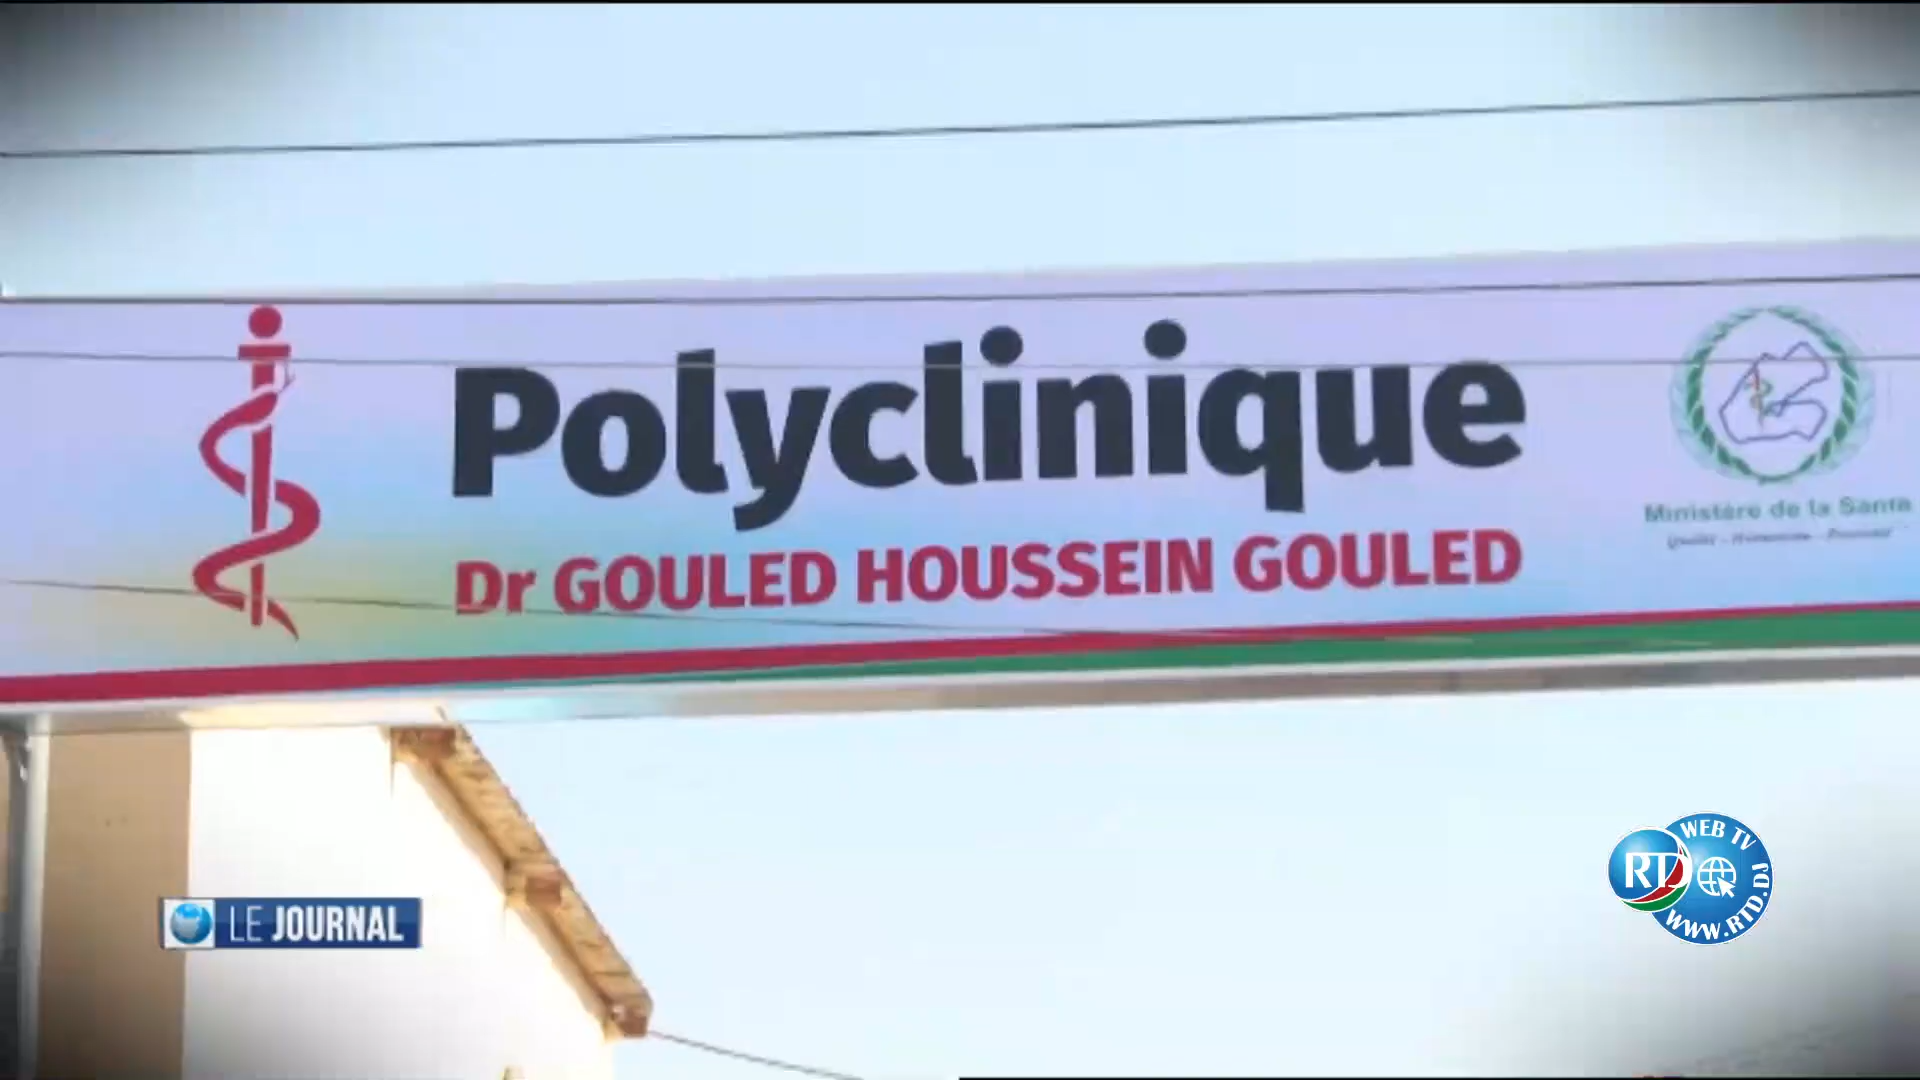 Polyclinique
Dr GOULED HOUSSEIN GOULED
Ministère de la Santé
LE JOURNAL
WEB TV
RTD
WWW.RTD.DJ